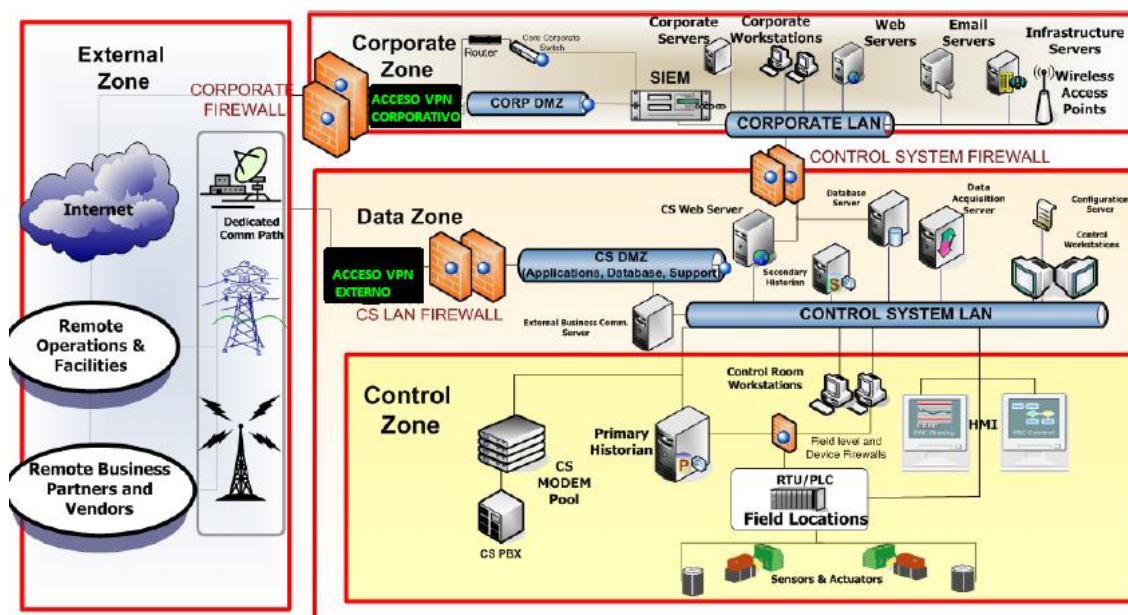 External
Zone
CORPORATE
FIREWALL
Internet
Dedicated
Comm Path
Remote
Operations &
Facilities
Remote Business
Partners and
Vendors
Corporate
Zone
Router
Core Corporate
Switch
ACCESO VPN
CORPORATIVO
CORP DMZ
SIEM
Corporate
Servers
Corporate
Workstations
Web
Servers
Email
Servers
Infrastructure
Servers
Wireless
Access
Points
CORPORATE LAN
CONTROL SYSTEM FIREWALL
Data Zone
ACCESO VPN
EXTERNO
CS LAN FIREWALL
CS DMZ
(Applications, Database, Support)
CS Web Server
Database
Server
Data
Acquisition
Server
Configuration
Server
Control
Workstations
Secondary
Historian
S
External Business Comm.
Server
CONTROL SYSTEM LAN
Control
Zone
CS
MODEM
Pool
CS PBX
Primary
Historian
P
Control Room
Workstations
Field level and
Device Firewalls
HMI
RTU/PLC
Field Locations
Sensors & Actuators